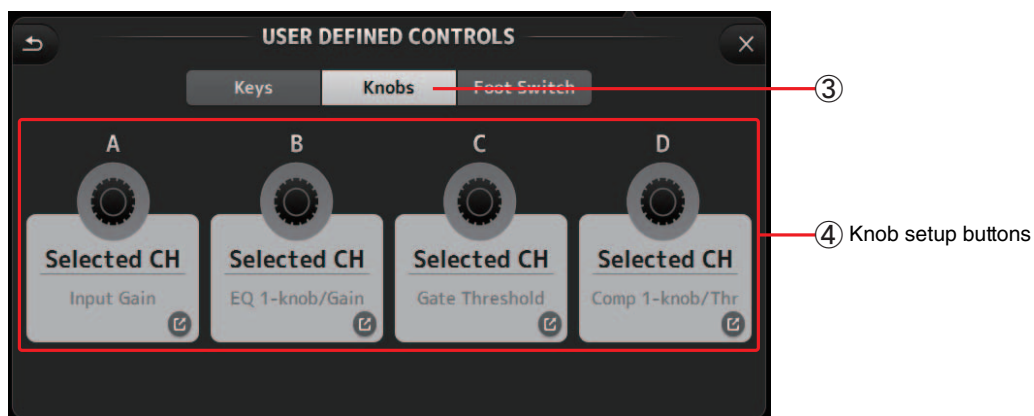 USER DEFINED CONTROLS
Keys Knobs Foot Switch
③
A B C D
Selected CH Selected CH Selected CH Selected CH
Input Gain EQ 1-knob/Gain Gate Threshold Comp 1-knob/Thr
④ Knob setup buttons